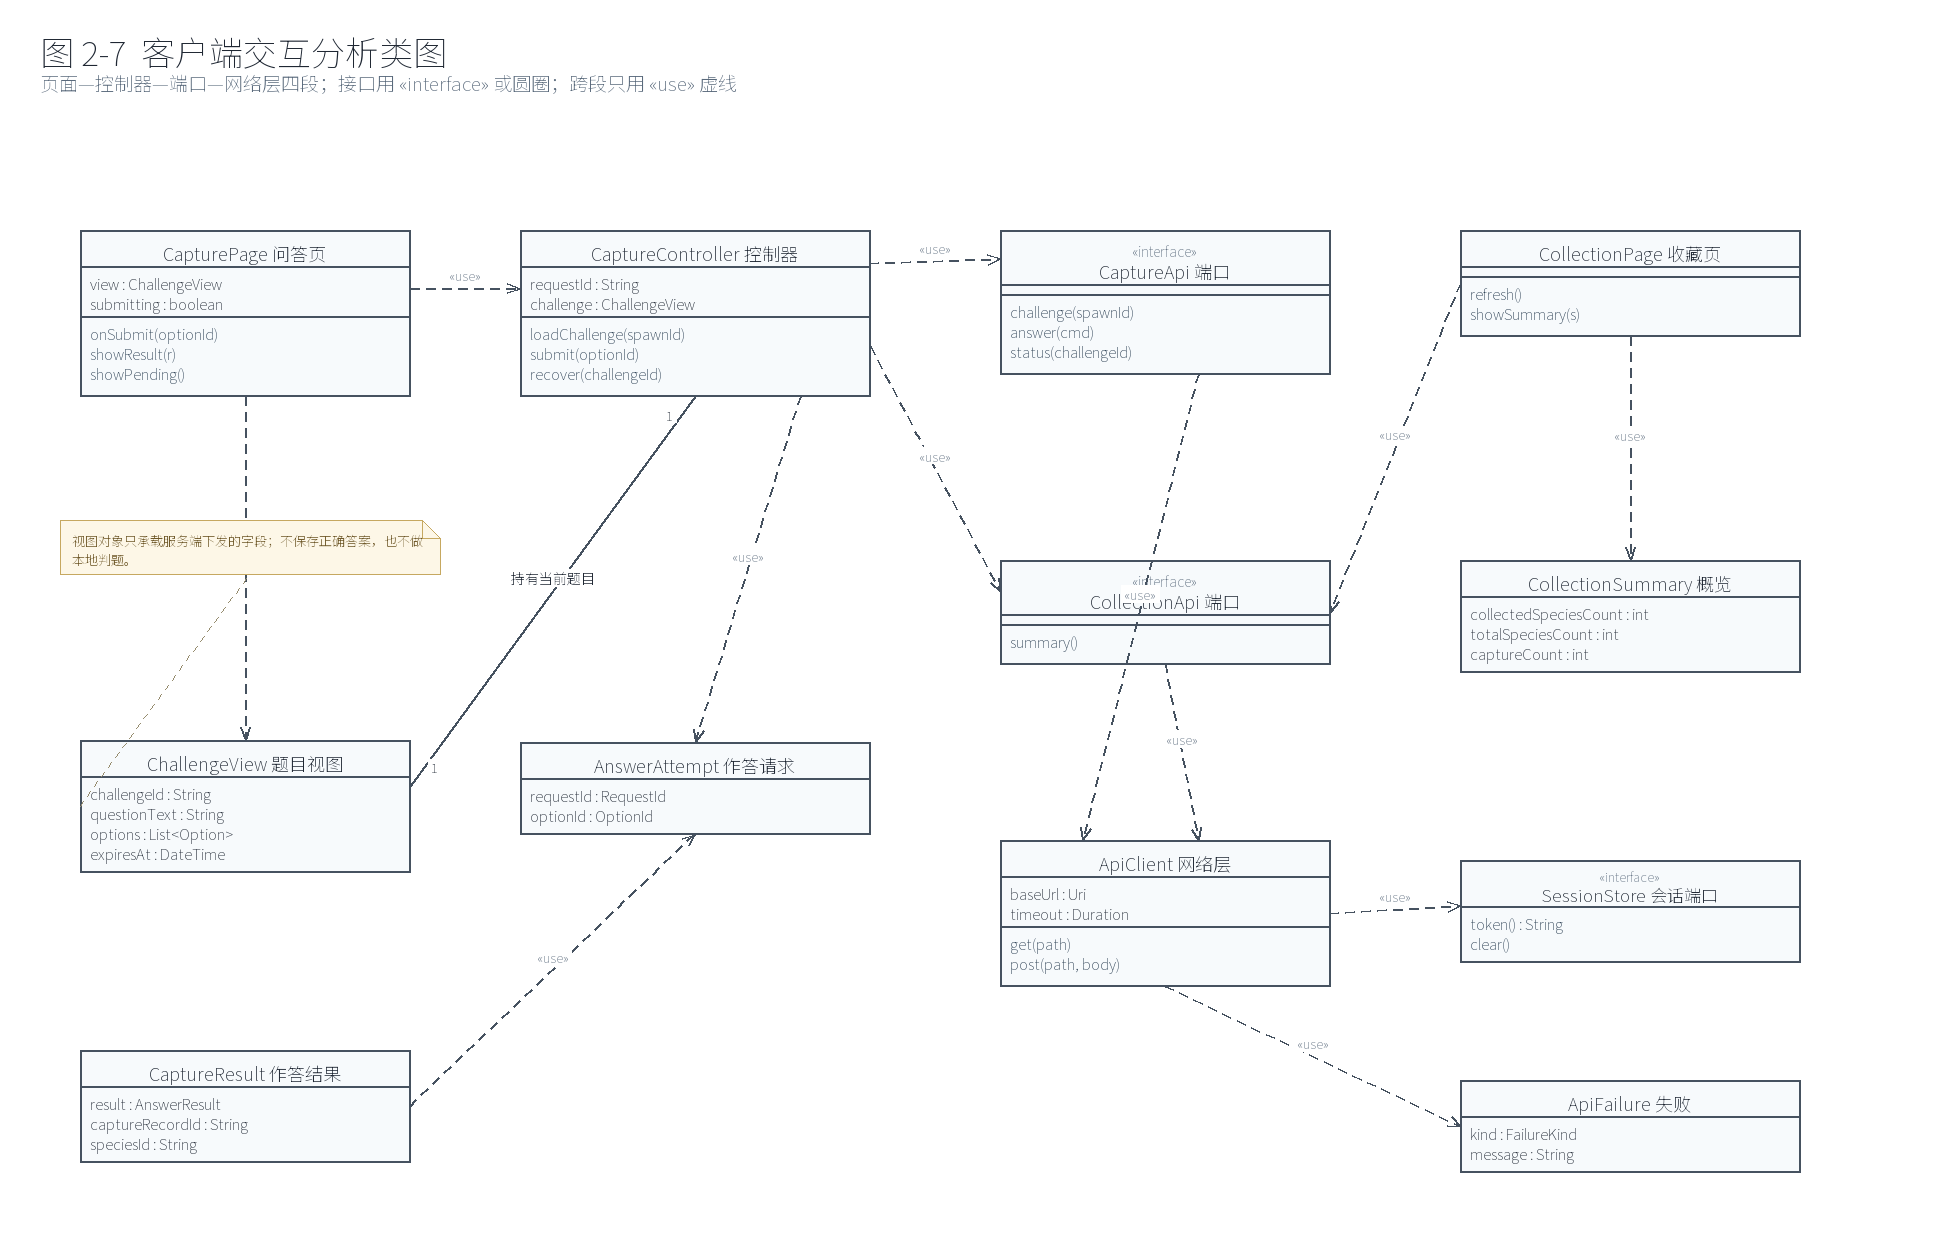 图 2-7 客户端交互分析类图
页面—控制器—端口—网络层四段；接口用 «interface» 或圆圈；跨段只用 «use» 虚线
CapturePage 问答页
view : ChallengeView
submitting : boolean
onSubmit(optionId)
showResult(r)
showPending()
«use»
CaptureController 控制器
requestId : String
challenge : ChallengeView
loadChallenge(spawnId)
submit(optionId)
recover(challengeId)
«use»
«interface»
CaptureApi 端口
challenge(spawnId)
answer(cmd)
status(challengeId)
CollectionPage 收藏页
refresh()
showSummary(s)
1
«use»
«use»
«use»
视图对象只承载服务端下发的字段；不保存正确答案，也不做
本地判题。
持有当前题目
«use»
«interface»
«use»
CollectionApi 端口
summary()
CollectionSummary 概览
collectedSpeciesCount : int
totalSpeciesCount : int
captureCount : int
1
«use»
ChallengeView 题目视图
challengeId : String
questionText : String
options : List<Option>
expiresAt : DateTime
AnswerAttempt 作答请求
requestId : RequestId
optionId : OptionId
ApiClient 网络层
baseUrl : Uri
timeout : Duration
get(path)
post(path, body)
«use»
«interface»
SessionStore 会话端口
token() : String
clear()
«use»
«use»
CaptureResult 作答结果
result : AnswerResult
captureRecordId : String
speciesId : String
ApiFailure 失败
kind : FailureKind
message : String